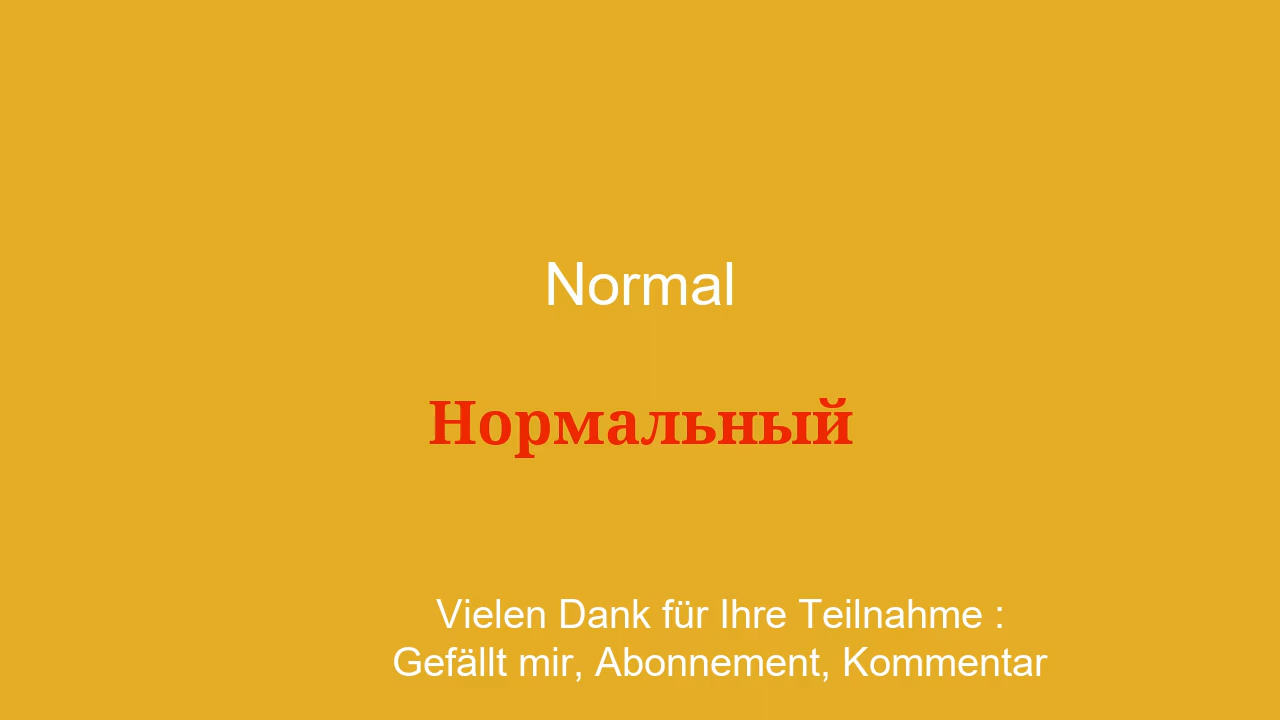 Normal
Нормальный
Vielen Dank für Ihre Teilnahme :
Gefällt mir, Abonnement, Kommentar